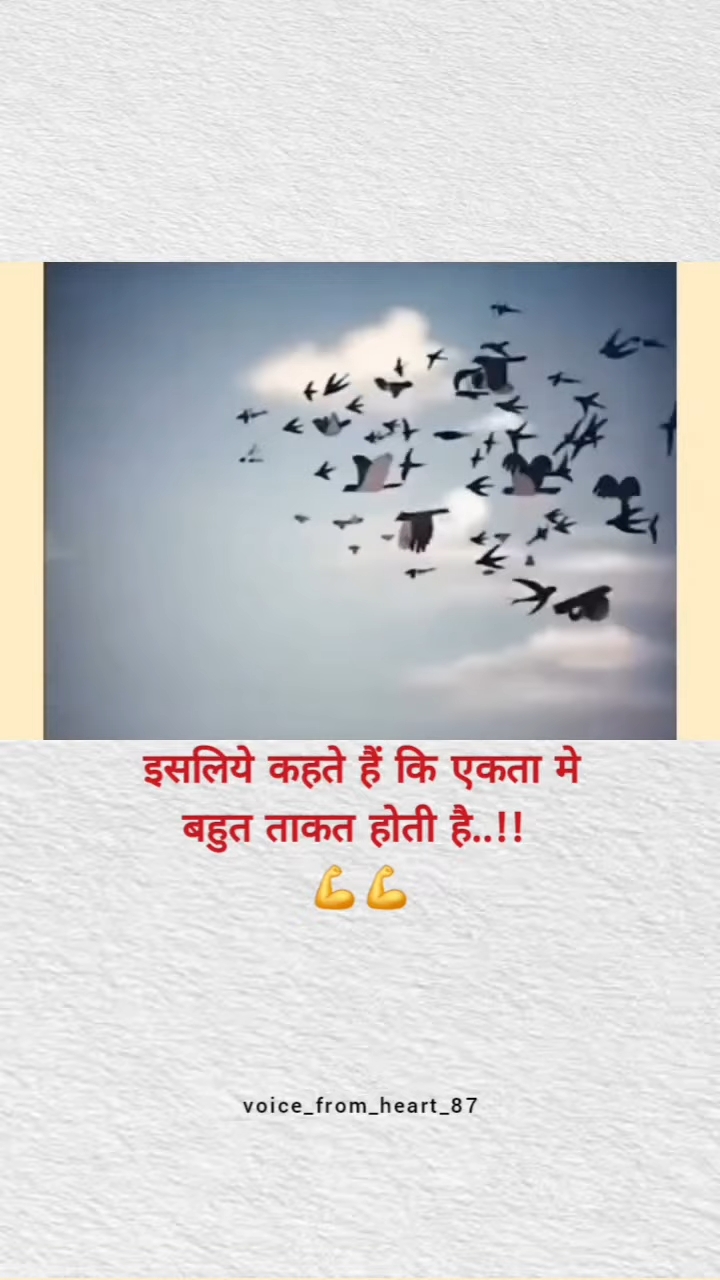 इसलिये कहते हैं कि एकता मे
बहुत ताकत होती है..!!
💪💪
voice_from_heart_87